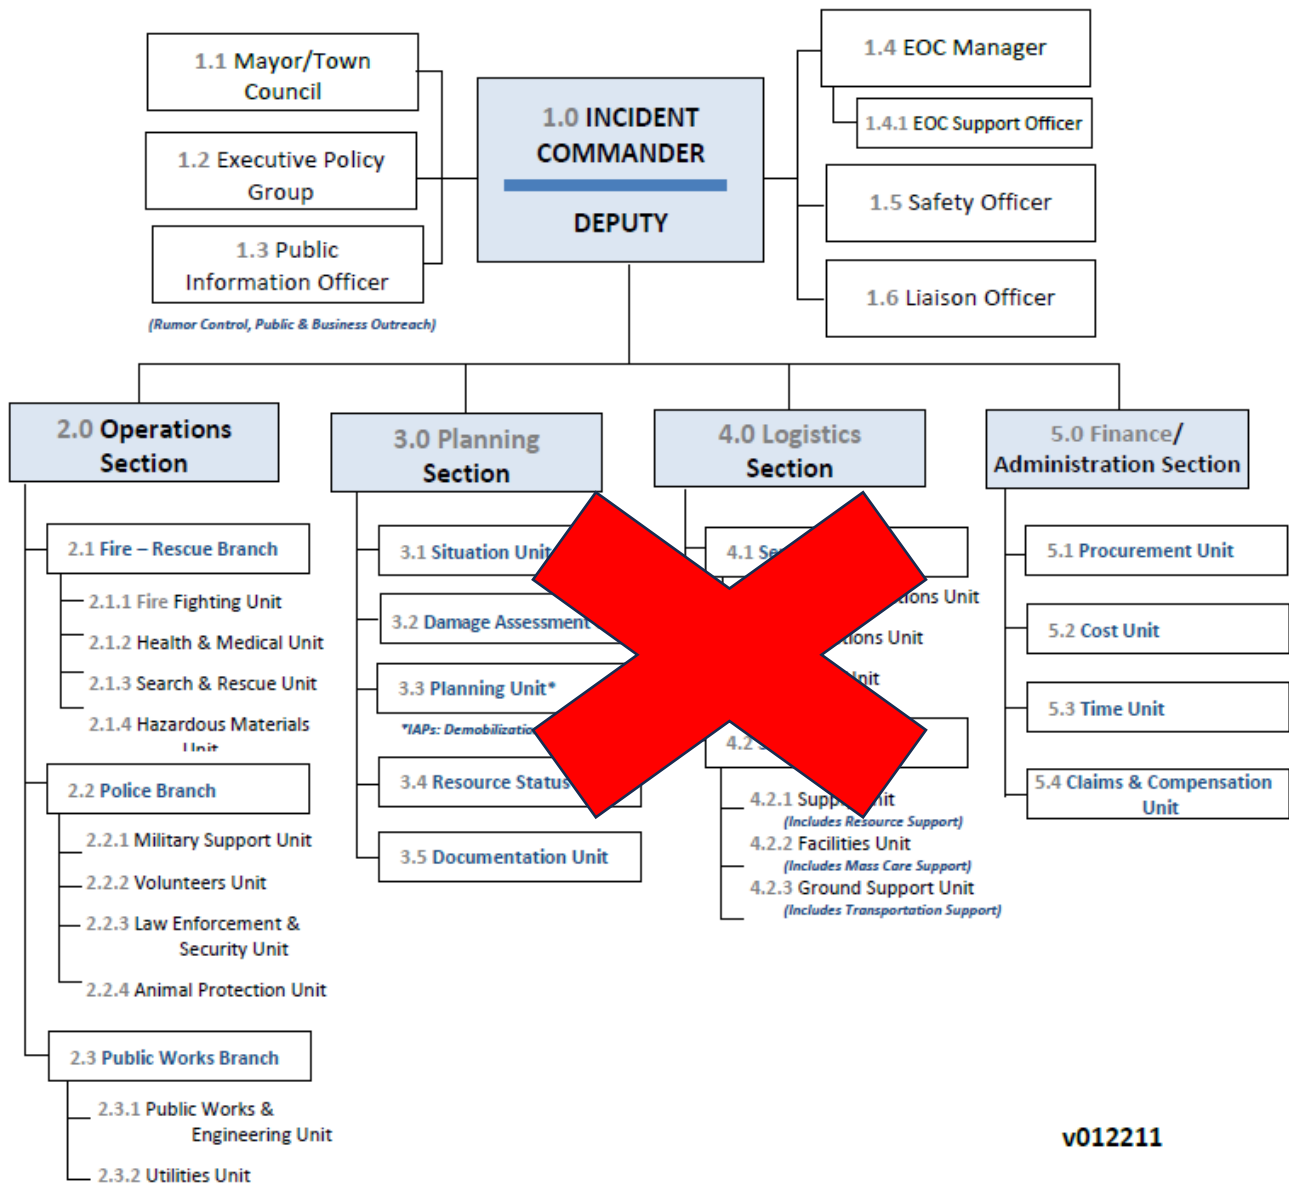 1.1 Mayor/Town
Council
1.2 Executive Policy
Group
1.3 Public
Information Officer
(Rumor Control, Public & Business Outreach)
1.0 INCIDENT
COMMANDER
DEPUTY
1.4 EOC Manager
1.4.1 EOC Support Officer
1.5 Safety Officer
1.6 Liaison Officer
2.0 Operations
Section
2.1 Fire – Rescue Branch
2.1.1 Fire Fighting Unit
2.1.2 Health & Medical Unit
2.1.3 Search & Rescue Unit
2.1.4 Hazardous Materials
Unit
2.2 Police Branch
2.2.1 Military Support Unit
2.2.2 Volunteers Unit
2.2.3 Law Enforcement &
Security Unit
2.2.4 Animal Protection Unit
2.3 Public Works Branch
2.3.1 Public Works &
Engineering Unit
2.3.2 Utilities Unit
3.0 Planning
Section
3.1 Situation Unit
3.2 Damage Assessment
3.3 Planning Unit*
*IAPs: Demobilization
3.4 Resource Status
3.5 Documentation Unit
4.0 Logistics
Section
4.1
Unit
Unit
4.2
4.2.1 Supply Unit
(Includes Resource Support)
4.2.2 Facilities Unit
(Includes Mass Care Support)
4.2.3 Ground Support Unit
(Includes Transportation Support)
5.0 Finance/
Administration Section
5.1 Procurement Unit
5.2 Cost Unit
5.3 Time Unit
5.4 Claims & Compensation
Unit
v012211